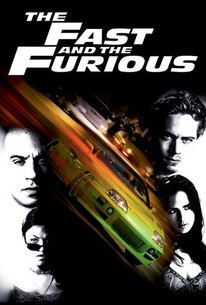 THE
FAST
AND THE
FURIOUS